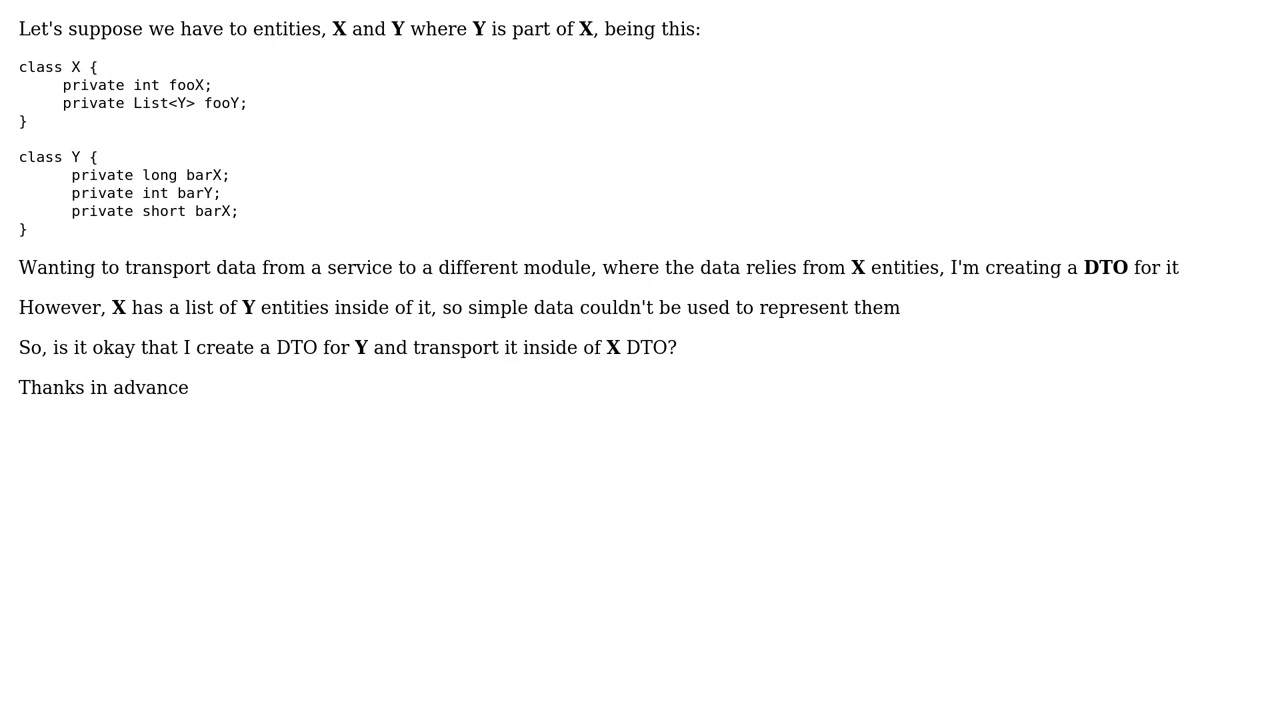 Let's suppose we have to entities, X and Y where Y is part of X, being this:
class X {
     private int fooX;
     private List<Y> fooY;
}
class Y {
      private long barX;
      private int barY;
      private short barX;
}
Wanting to transport data from a service to a different module, where the data relies from X entities, I'm creating a DTO for it
However, X has a list of Y entities inside of it, so simple data couldn't be used to represent them
So, is it okay that I create a DTO for Y and transport it inside of X DTO?
Thanks in advance